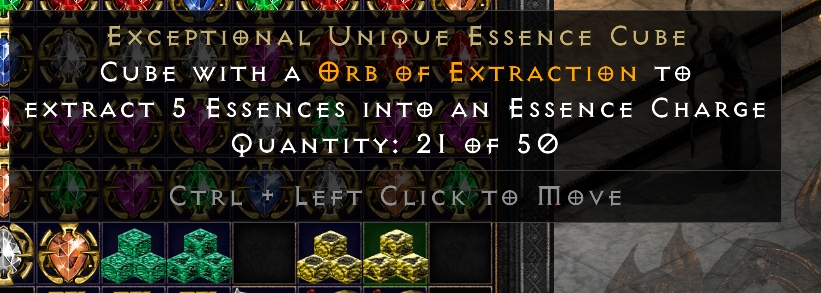 Exceptional Unique Essence Cube
Cube with a Orb of Extraction to
extract 5 Essences into an Essence Charge
Quantity: 21 of 50
Ctrl + Left Click to Move